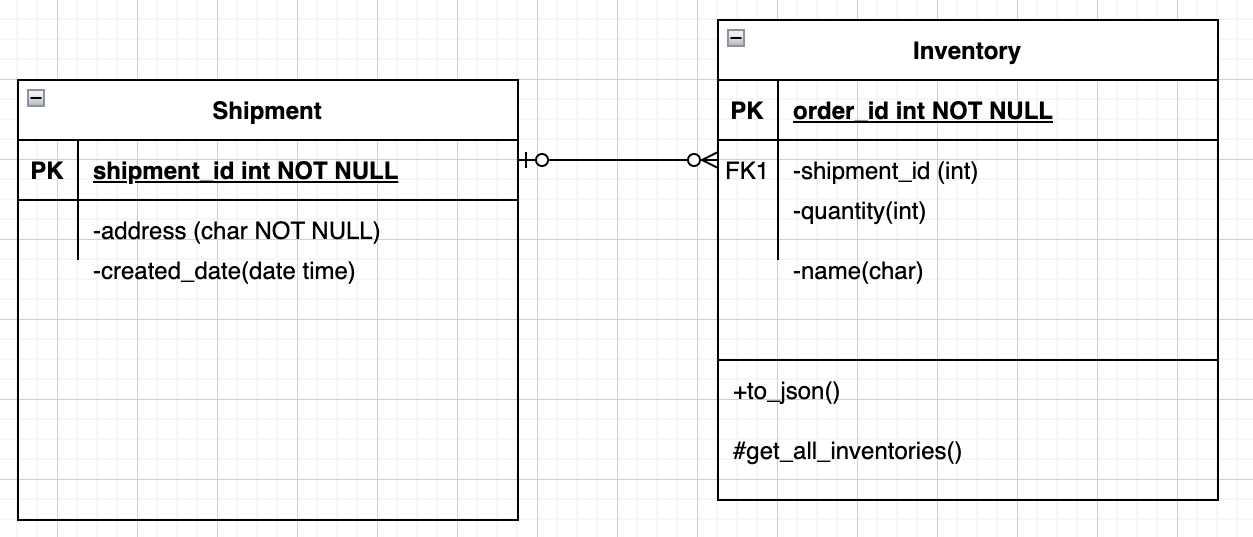 Shipment
PK shipment_id int NOT NULL
-address (char NOT NULL)
-created_date(date time)
Inventory
PK order_id int NOT NULL
FK1 -shipment_id (int)
-quantity(int)
-name(char)
+to_json()
#get_all_inventories()